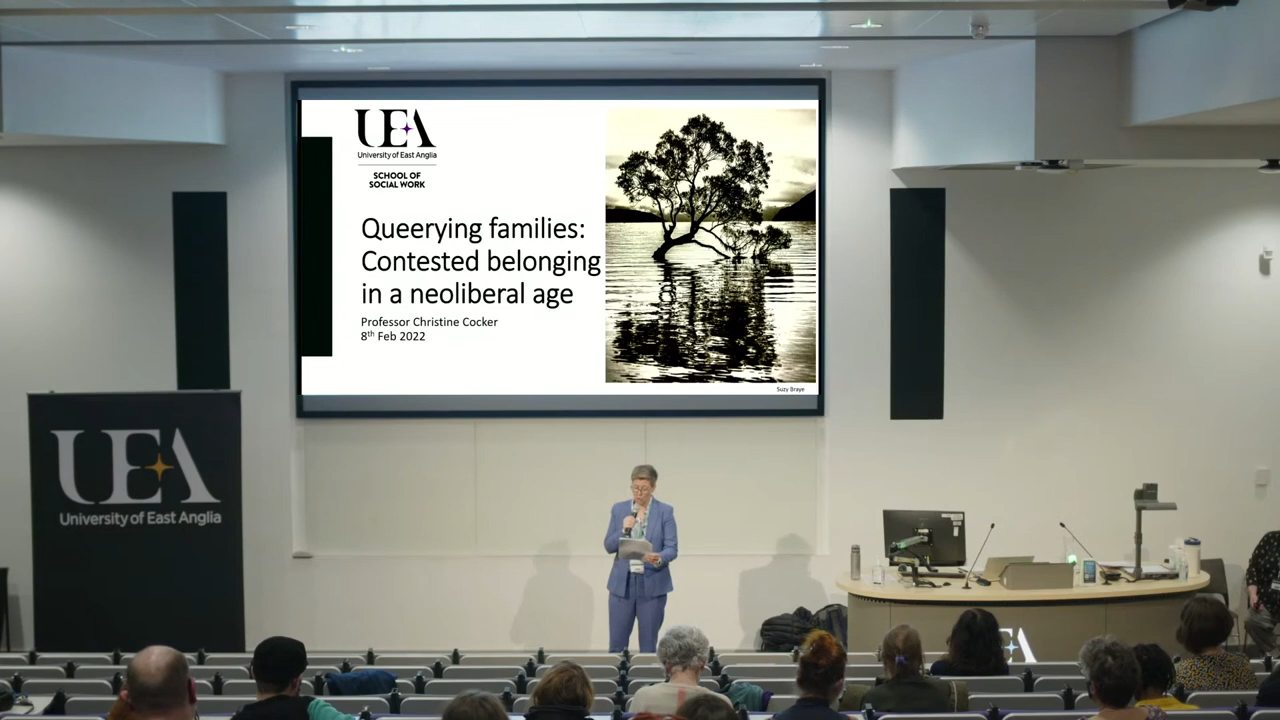 UEA
University of East Anglia
SCHOOL OF
SOCIAL WORK
Queerying families:
Contested belonging
in a neoliberal age
Professor Christine Cocker
8th Feb 2022
Suzy Braye
UEA
University of East Anglia